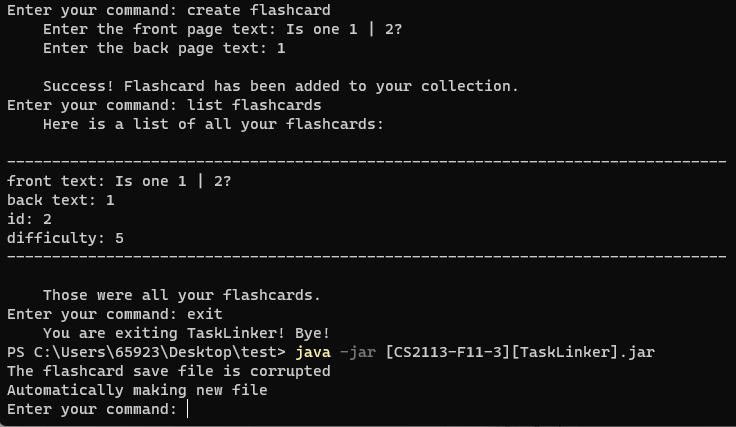 Enter your command: create flashcard
    Enter the front page text: Is one 1 | 2?
    Enter the back page text: 1
    Success! Flashcard has been added to your collection.
Enter your command: list flashcards
    Here is a list of all your flashcards:
--------------------------------------------------------------------------------
front text: Is one 1 | 2?
back text: 1
id: 2
difficulty: 5
--------------------------------------------------------------------------------
    Those were all your flashcards.
Enter your command: exit
    You are exiting TaskLinker! Bye!
PS C:\Users\65923\Desktop\test> java -jar [CS2113-F11-3][TaskLinker].jar
The flashcard save file is corrupted
Automatically making new file
Enter your command: